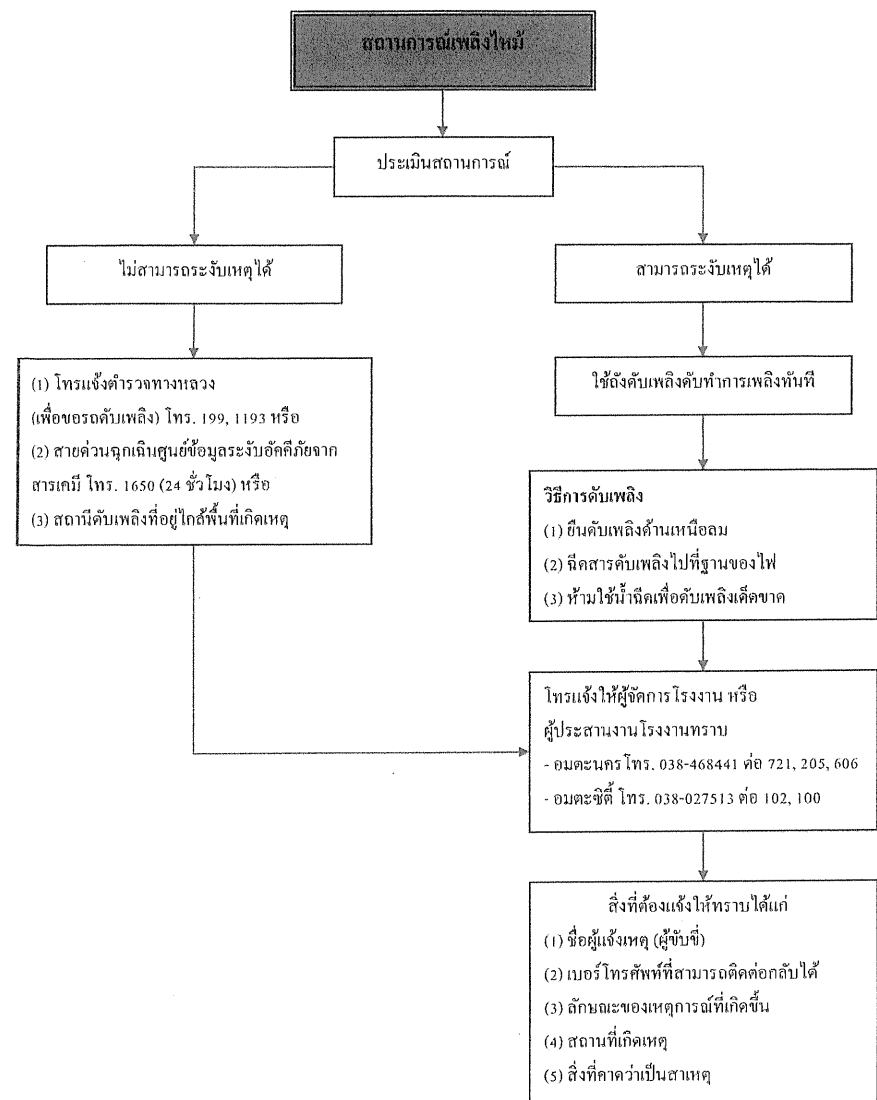 สถานการณ์เพลิงไหม้
ประเมินสถานการณ์
ไม่สามารถระงับเหตุได้
สามารถระงับเหตุได้
(1) โทรแจ้งตำรวจทางหลวง
(เพื่อขอรถดับเพลิง) โทร. 199, 1193 หรือ
(2) สายด่วนฉุกเฉินศูนย์ข้อมูลระงับอัคคีภัยจาก
สารเคมี โทร. 1650 (24 ชั่วโมง) หรือ
(3) สถานีดับเพลิงที่อยู่ใกล้พื้นที่เกิดเหตุ
ใช้ถังดับเพลิงดับทำการเพลิงทันที
วิธีการดับเพลิง
(1) ยืนดับเพลิงด้านเหนือลม
(2) ฉีดสารดับเพลิงไปที่ฐานของไฟ
(3) ห้ามใช้น้ำฉีดเพื่อดับเพลิงเด็ดขาด
โทรแจ้งให้ผู้จัดการโรงงาน หรือ
ผู้ประสานงานโรงงานทราบ
- อมตะนคร โทร. 038-468441 ต่อ 721, 205, 606
- อมตะซิตี้ โทร. 038-027513 ต่อ 102, 100
สิ่งที่ต้องแจ้งให้ทราบได้แก่
(1) ชื่อผู้แจ้งเหตุ (ผู้ขับขี่)
(2) เบอร์โทรศัพท์ที่สามารถติดต่อกลับได้
(3) ลักษณะของเหตุการณ์ที่เกิดขึ้น
(4) สถานที่เกิดเหตุ
(5) สิ่งที่คาดว่าเป็นสาเหตุ